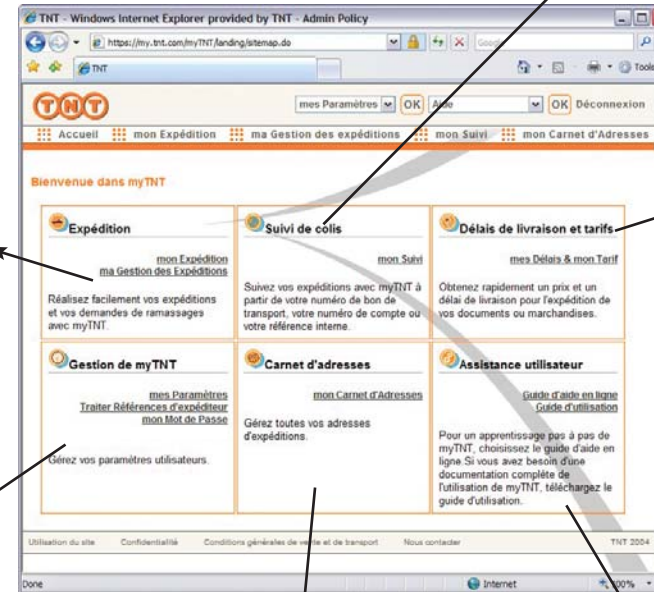 TNT - Windows Internet Explorer provided by TNT - Admin Policy
https://my.tnt.com/myTNT/landing/sitemap.do
Google
TNT
Tools
TNT
mes Paramètres OK Aide OK Déconnexion
Accueil mon Expédition ma Gestion des expéditions mon Suivi mon Carnet d'Adresses
Bienvenue dans myTNT
Expédition
mon Expédition
ma Gestion des Expéditions
Réalisez facilement vos expéditions
et vos demandes de ramassages
avec myTNT.
Suivi de colis
mon Suivi
Suivez vos expéditions avec myTNT à
partir de votre numéro de bon de
transport, votre numéro de compte ou
votre référence interne.
Délais de livraison et tarifs
mes Délais & mon Tarif
Obtenez rapidement un prix et un
délai de livraison pour l'expédition de
vos documents ou marchandises.
Gestion de myTNT
mes Paramètres
Traiter Références d'expéditeur
mon Mot de Passe
Gérez vos paramètres utilisateurs.
Carnet d'adresses
mon Carnet d'Adresses
Gérez toutes vos adresses
d'expéditions.
Assistance utilisateur
Guide d'aide en ligne
Guide d'utilisation
Pour un apprentissage pas à pas de
myTNT, choisissez le guide d'aide en
ligne.Si vous avez besoin d'une
documentation complète de
l'utilisation de myTNT, téléchargez le
guide d'utilisation.
Utilisation du site Confidentialité Conditions générales de vente et de transport Nous contacter TNT 2004
Done Internet 100%